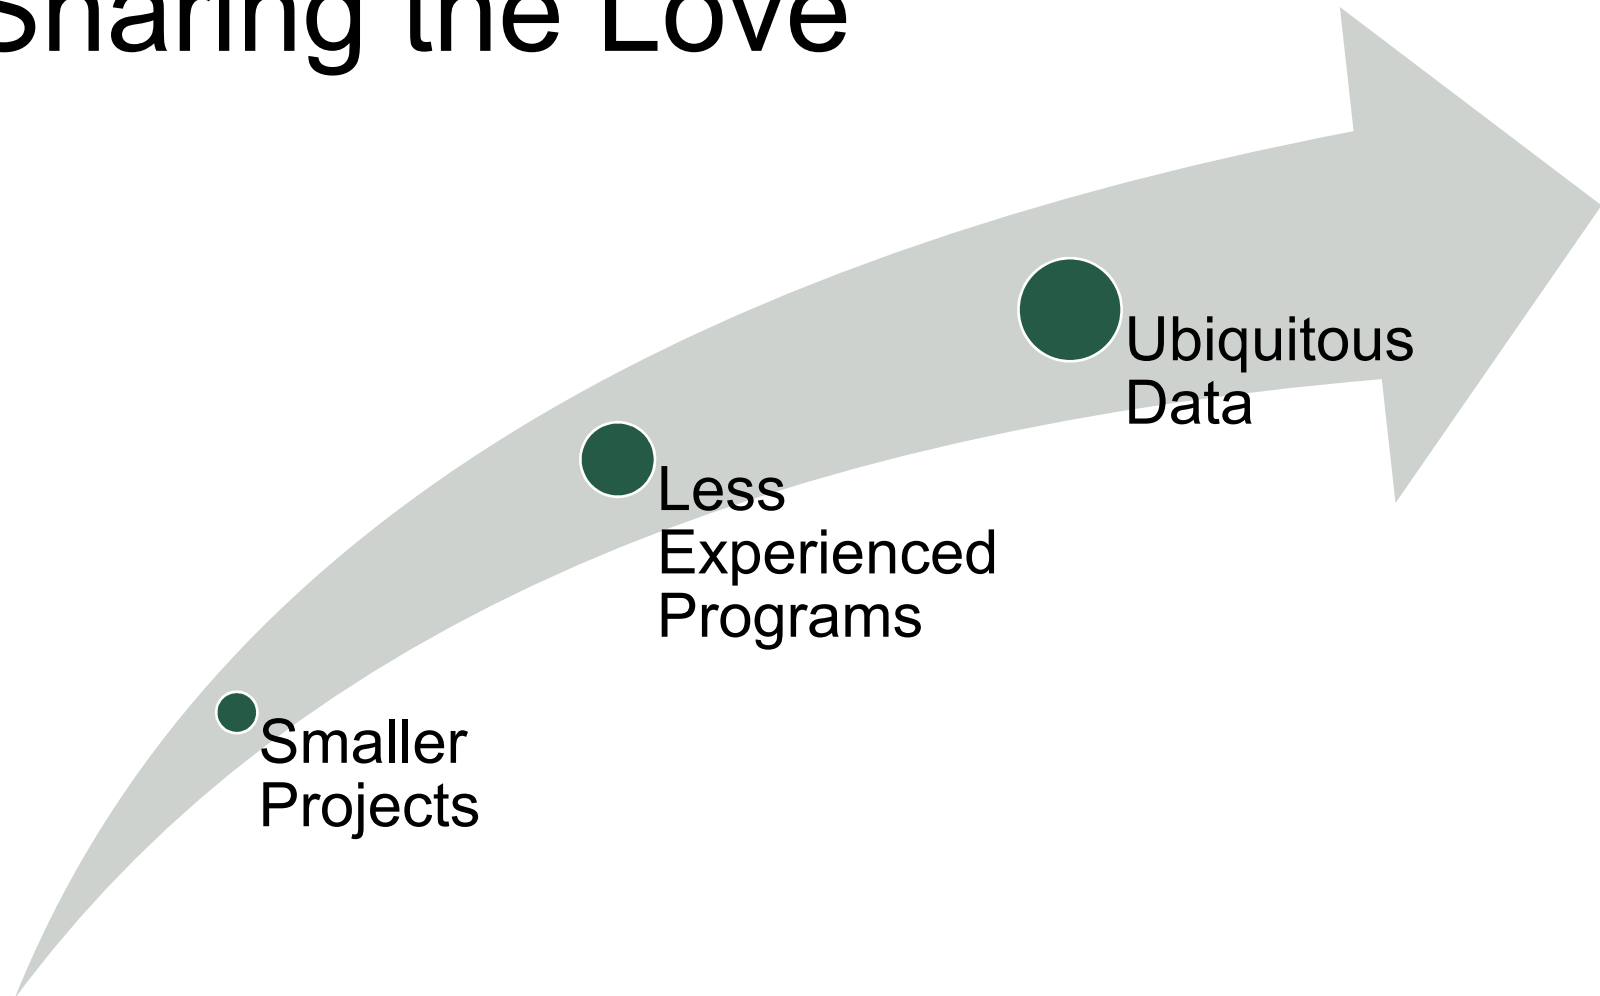 Sharing the Love
Ubiquitous
Data
Less
Experienced
Programs
Smaller
Projects